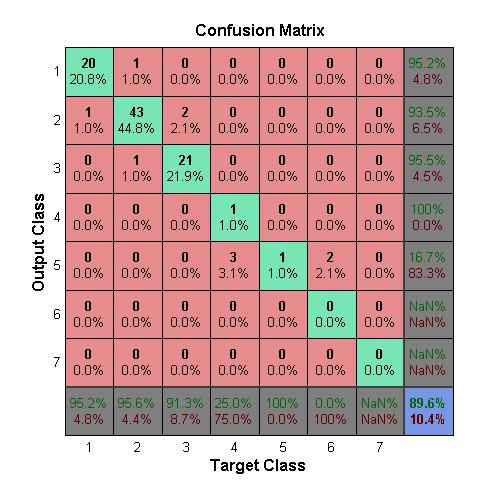 Confusion Matrix
1 20 1 0 0 0 0 0 95.2%
20.8% 1.0% 0.0% 0.0% 0.0% 0.0% 0.0% 4.8%
2 1 43 2 0 0 0 0 93.5%
1.0% 44.8% 2.1% 0.0% 0.0% 0.0% 0.0% 6.5%
3 0 1 21 0 0 0 0 95.5%
0.0% 1.0% 21.9% 0.0% 0.0% 0.0% 0.0% 4.5%
4 0 0 0 1 0 0 0 100%
0.0% 0.0% 0.0% 1.0% 0.0% 0.0% 0.0% 0.0%
5 0 0 0 3 1 2 0 16.7%
0.0% 0.0% 0.0% 3.1% 1.0% 2.1% 0.0% 83.3%
6 0 0 0 0 0 0 0 NaN%
0.0% 0.0% 0.0% 0.0% 0.0% 0.0% 0.0% NaN%
7 0 0 0 0 0 0 0 NaN%
0.0% 0.0% 0.0% 0.0% 0.0% 0.0% 0.0% NaN%
95.2% 95.6% 91.3% 25.0% 100% 0.0% NaN% 89.6%
4.8% 4.4% 8.7% 75.0% 0.0% 100% NaN% 10.4%
1 2 3 4 5 6 7
Target Class
Output Class